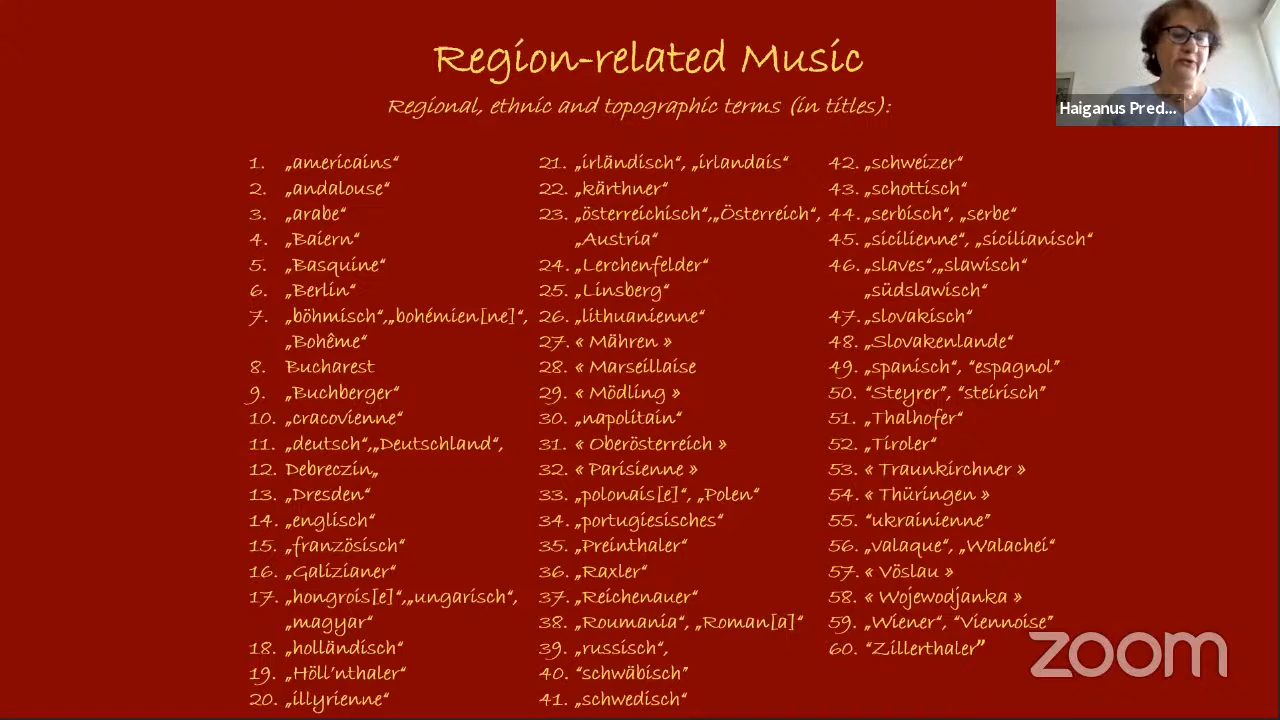 Region-related Music
Regional, ethnic and topographic terms (in titles):
1. „americains“
2. „andalouse“
3. „arabe“
4. „Baiern“
5. „Basquine“
6. „Berlin“
7. „böhmisch“,„bohémien[ne]“,
„Bohême“
8. Bucharest
9. „Buchberger“
10. „cracovienne“
11. „deutsch“,„Deutschland“,
12. Debreczin„
13. „Dresden“
14. „englisch“
15. „französisch“
16. „Galizianer“
17. „hongrois[e]“,„ungarisch“,
„magyar“
18. „holländisch“
19. „Höll’nthaler“
20. „illyrienne“
21. „irländisch“, „irlandais“
22. „kärthner“
23. „österreichisch“,„Österreich“,
„Austria“
24. „Lerchenfelder“
25. „Linsberg“
26. „lithuanienne“
27. « Mähren »
28. « Marseillaise
29. « Mödling »
30. „napolitain“
31. « Oberösterreich »
32. « Parisienne »
33. „polonais[e]“, „Polen“
34. „portugiesisches“
35. „Preinthaler“
36. „Raxler“
37. „Reichenauer“
38. „Roumania“, „Roman[a]“
39. „russisch“,
40. “schwäbisch”
41. „schwedisch“
42. „schweizer“
43. „schottisch“
44. „serbisch“, „serbe“
45. „sicilienne“, „sicilianisch“
46. „slaves“,„slawisch“
„südslawisch“
47. „slovakisch“
48. „Slovakenlande“
49. „spanisch“, “espagnol”
50. “Steyrer”, “steirisch”
51. „Thalhofer“
52. „Tiroler“
53. « Traunkirchner »
54. « Thüringen »
55. “ukrainienne”
56. „valaque“, „Walachei“
57. « Vöslau »
58. « Wojewodjanka »
59. „Wiener“, “Viennoise”
60. “Zillerthaler”
Haiganus Pred...
zoom